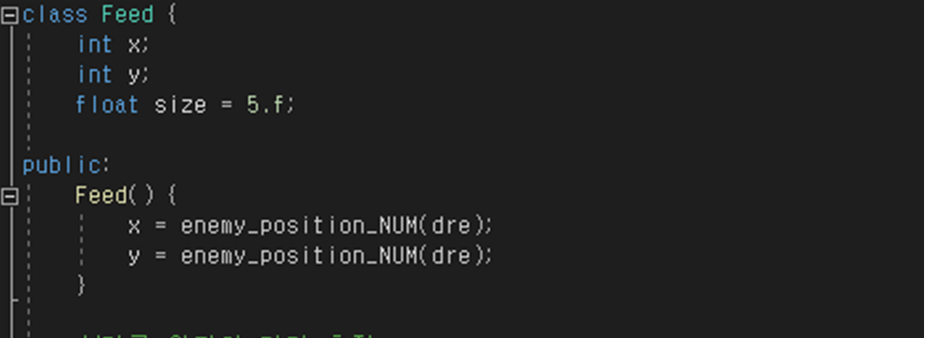 class Feed {
int x;
int y;
float size = 5.f;
public:
Feed() {
x = enemy_position_NUM(dre);
y = enemy_position_NUM(dre);
}